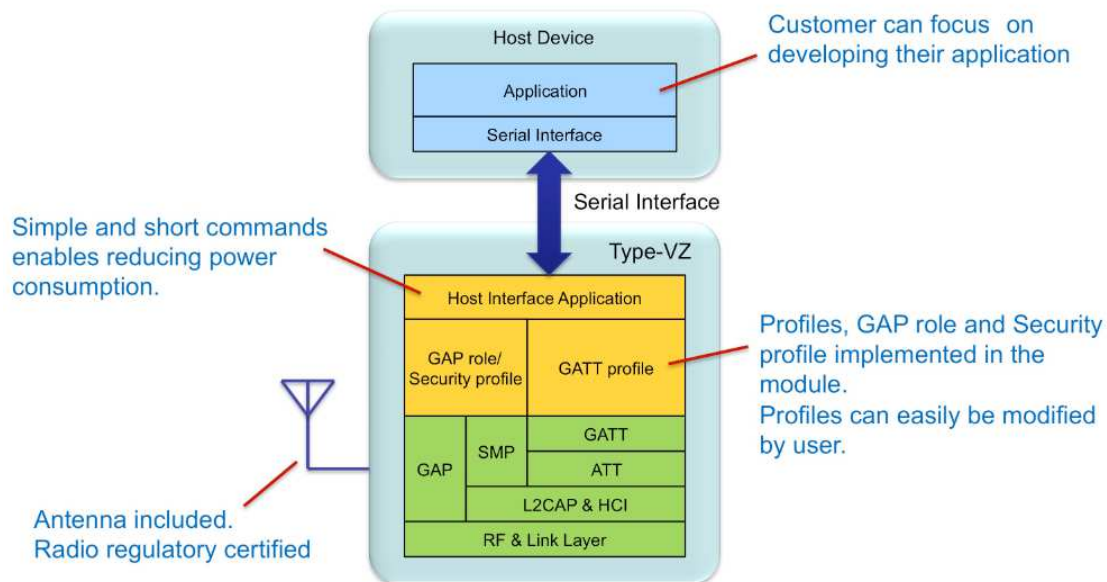 Host Device
Customer can focus on
developing their application
Application
Serial Interface
Serial Interface
Simple and short commands
enables reducing power
consumption.
Type-VZ
Host Interface Application
GAP role/
Security profile
GATT profile
Profiles, GAP role and Security
profile implemented in the
module.
Profiles can easily be modified
by user.
GAP
SMP
GATT
ATT
L2CAP & HCI
RF & Link Layer
Antenna included.
Radio regulatory certified